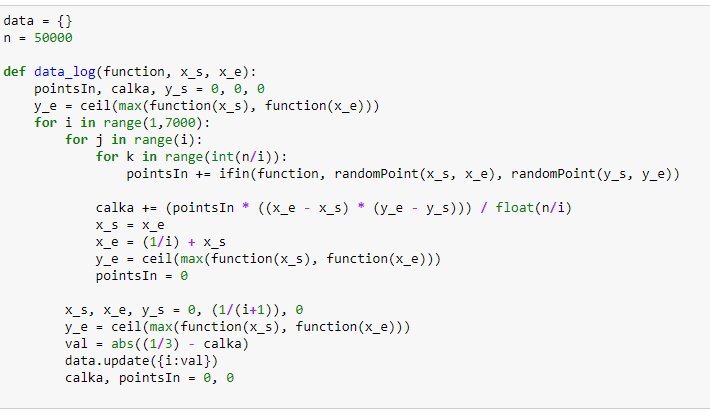 data = {}
n = 50000

def data_log(function, x_s, x_e):
    pointsIn, calka, y_s = 0, 0, 0
    y_e = ceil(max(function(x_s), function(x_e)))
    for i in range(1,7000):
        for j in range(i):
            for k in range(int(n/i)):
                pointsIn += ifin(function, randomPoint(x_s, x_e), randomPoint(y_s, y_e))

            calka += (pointsIn * ((x_e - x_s) * (y_e - y_s))) / float(n/i)
            x_s = x_e
            x_e = (1/i) + x_s
            y_e = ceil(max(function(x_s), function(x_e)))
            pointsIn = 0

        x_s, x_e, y_s = 0, (1/(i+1)), 0
        y_e = ceil(max(function(x_s), function(x_e)))
        val = abs((1/3) - calka)
        data.update({i:val})
        calka, pointsIn = 0, 0